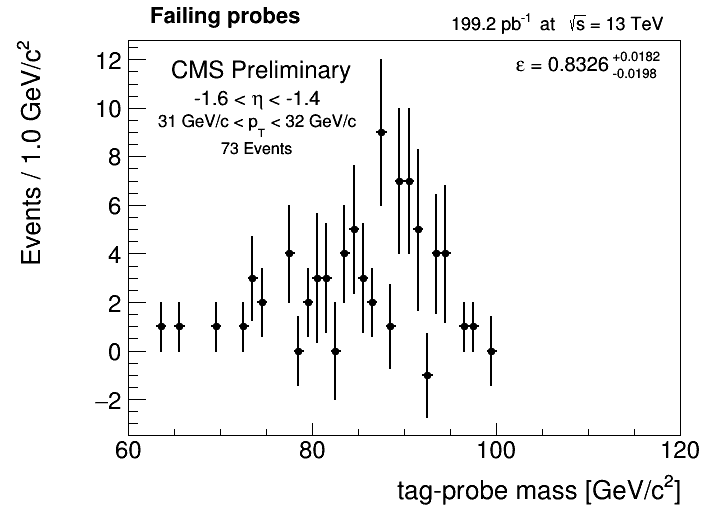 Failing probes
199.2 pb⁻¹ at √s = 13 TeV
CMS Preliminary
ε = 0.8326 +0.0182 -0.0198
-1.6 < η < -1.4
31 GeV/c < p_T < 32 GeV/c
73 Events
Events / 1.0 GeV/c²
12
10
8
6
4
2
0
−2
60 80 100 120
tag-probe mass [GeV/c²]